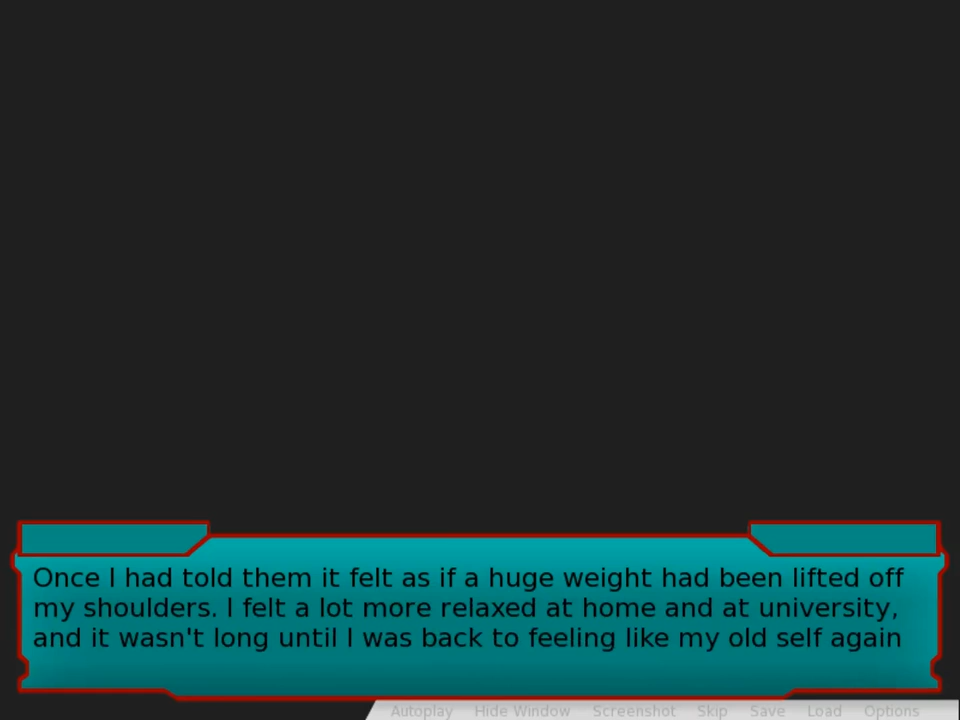 Once I had told them it felt as if a huge weight had been lifted off
my shoulders. I felt a lot more relaxed at home and at university,
and it wasn't long until I was back to feeling like my old self again
Autoplay Hide Window Screenshot Skip Save Load Options